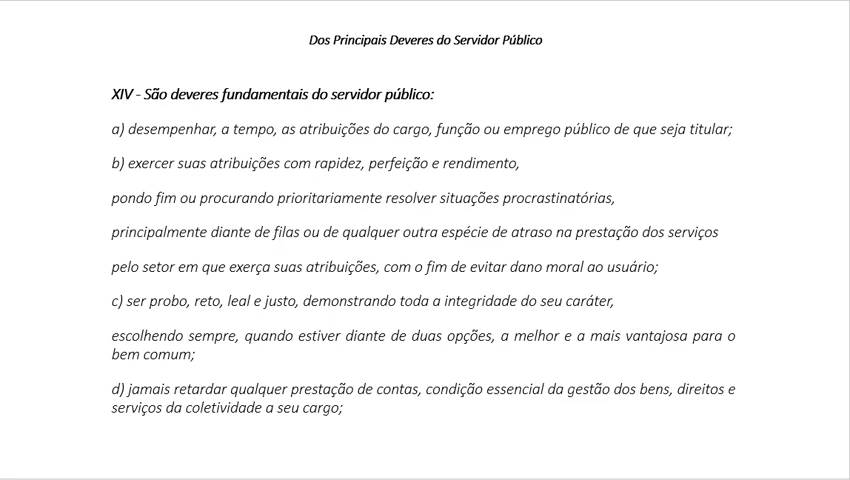 Dos Principais Deveres do Servidor Público
XIV - São deveres fundamentais do servidor público:
a) desempenhar, a tempo, as atribuições do cargo, função ou emprego público de que seja titular;
b) exercer suas atribuições com rapidez, perfeição e rendimento,
pondo fim ou procurando prioritariamente resolver situações procrastinatórias,
principalmente diante de filas ou de qualquer outra espécie de atraso na prestação dos serviços
pelo setor em que exerça suas atribuições, com o fim de evitar dano moral ao usuário;
c) ser probo, reto, leal e justo, demonstrando toda a integridade do seu caráter,
escolhendo sempre, quando estiver diante de duas opções, a melhor e a mais vantajosa para o
bem comum;
d) jamais retardar qualquer prestação de contas, condição essencial da gestão dos bens, direitos e
serviços da coletividade a seu cargo;